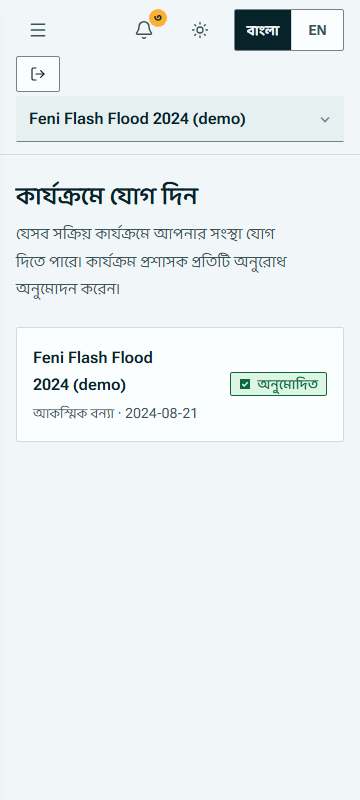 ৩
বাংলা
EN
Feni Flash Flood 2024 (demo)
কার্যক্রমে যোগ দিন
যেসব সক্রিয় কার্যক্রমে আপনার সংস্থা যোগ
দিতে পারে। কার্যক্রম প্রশাসক প্রতিটি অনুরোধ
অনুমোদন করেন।
Feni Flash Flood
2024 (demo)
অনুমোদিত
আকস্মিক বন্যা · 2024-08-21